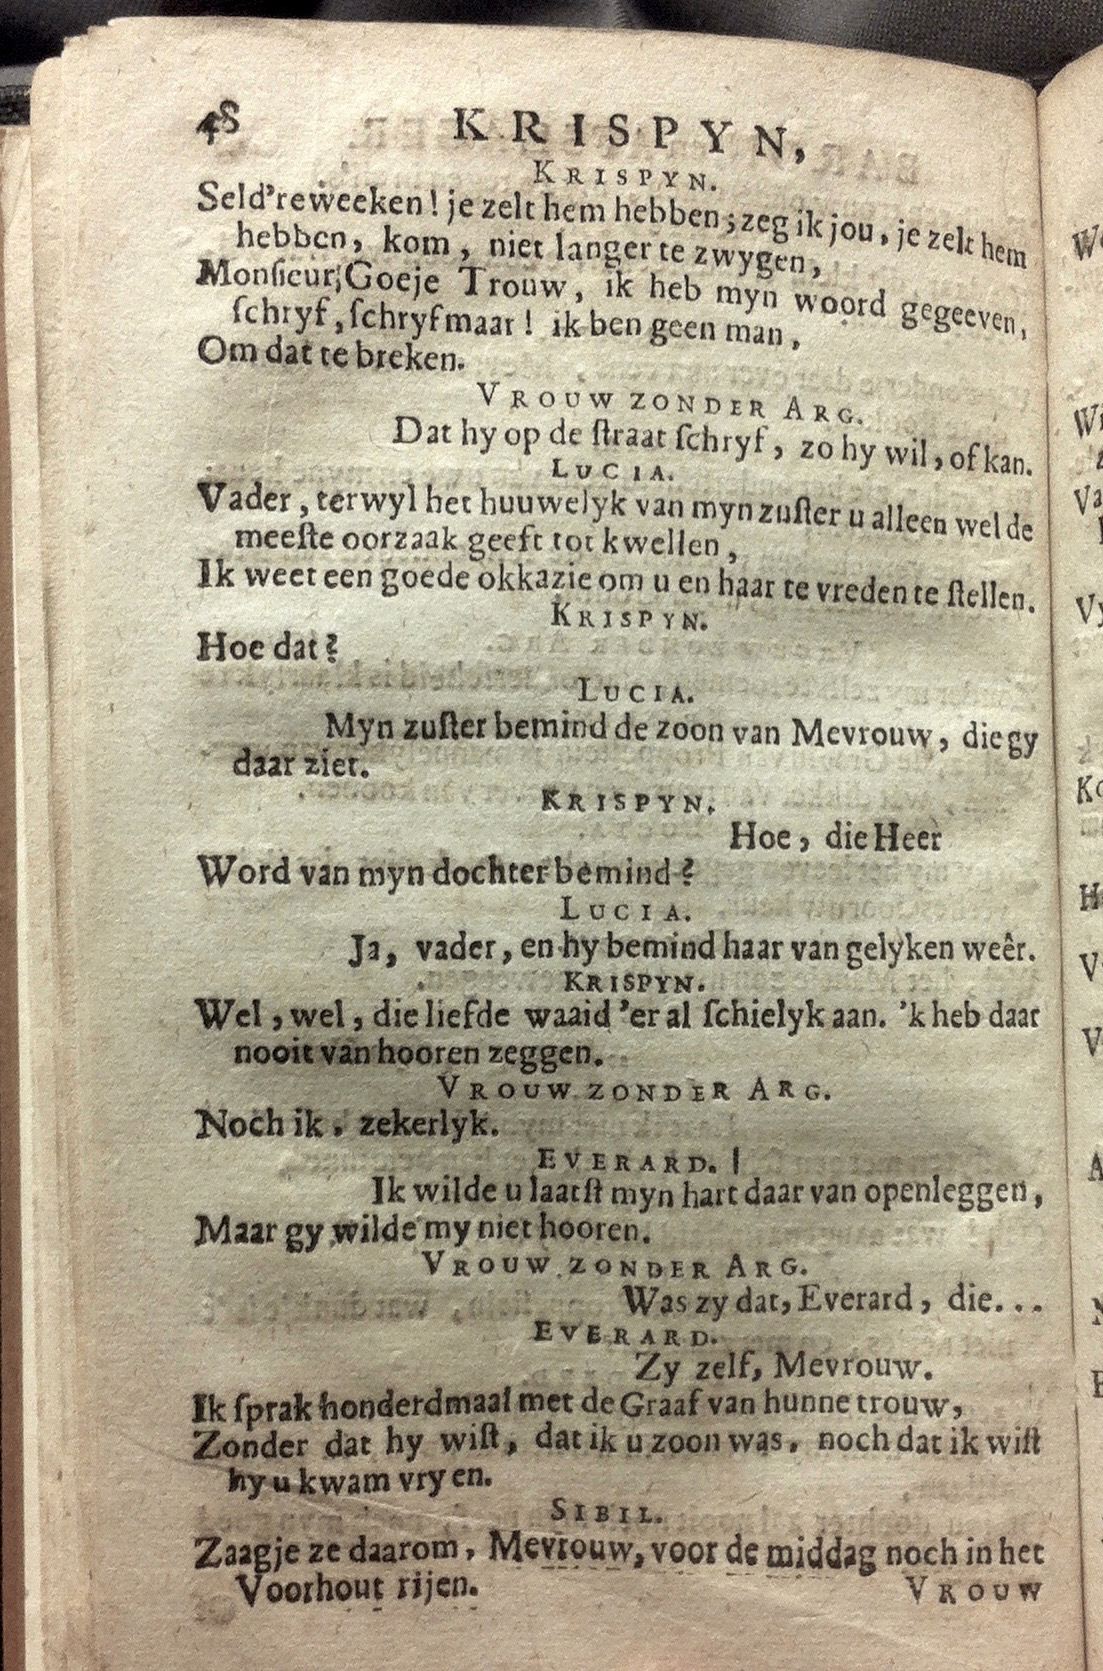 48 KRISPYN,
KRISPYN.
Seld're weeken! je zelt hem hebben; zeg ik jou, je zelt hem
hebben, kom, niet langer te zwygen,
Monsieur, Goeje Trouw, ik heb myn woord gegeeven,
schryf, schryf maar! ik ben geen man,
Om dat te breken.
VROUW ZONDER ARG.
Dat hy op de straat schryf, zo hy wil, of kan.
LUCIA.
Vader, terwyl het huuwelyk van myn zuster u alleen wel de
meeste oorzaak geeft tot kwellen,
Ik weet een goede okkazie om u en haar te vreden te stellen.
KRISPYN.
Hoe dat?
LUCIA.
Myn zuster bemind de zoon van Mevrouw, die gy
daar ziet.
KRISPYN.
Hoe, die Heer
Word van myn dochter bemind?
LUCIA.
Ja, vader, en hy bemind haar van gelyken weêr.
KRISPYN.
Wel, wel, die liefde waaid 'er al schielyk aan. 'k heb daar
nooit van hooren zeggen.
VROUW ZONDER ARG.
Noch ik. zekerlyk.
EVERARD.
Ik wilde u laatst myn hart daar van openleggen,
Maar gy wilde my niet hooren.
VROUW ZONDER ARG.
Was zy dat, Everard, die...
EVERARD.
Zy zelf, Mevrouw.
Ik sprak honderdmaal met de Graaf van hunne trouw,
Zonder dat hy wist, dat ik u zoon was, noch dat ik wist
hy u kwam vryen.
SIBIL.
Zaagje ze daarom, Mevrouw, voor de middag noch in het
Voorhout rijen.
VROUW